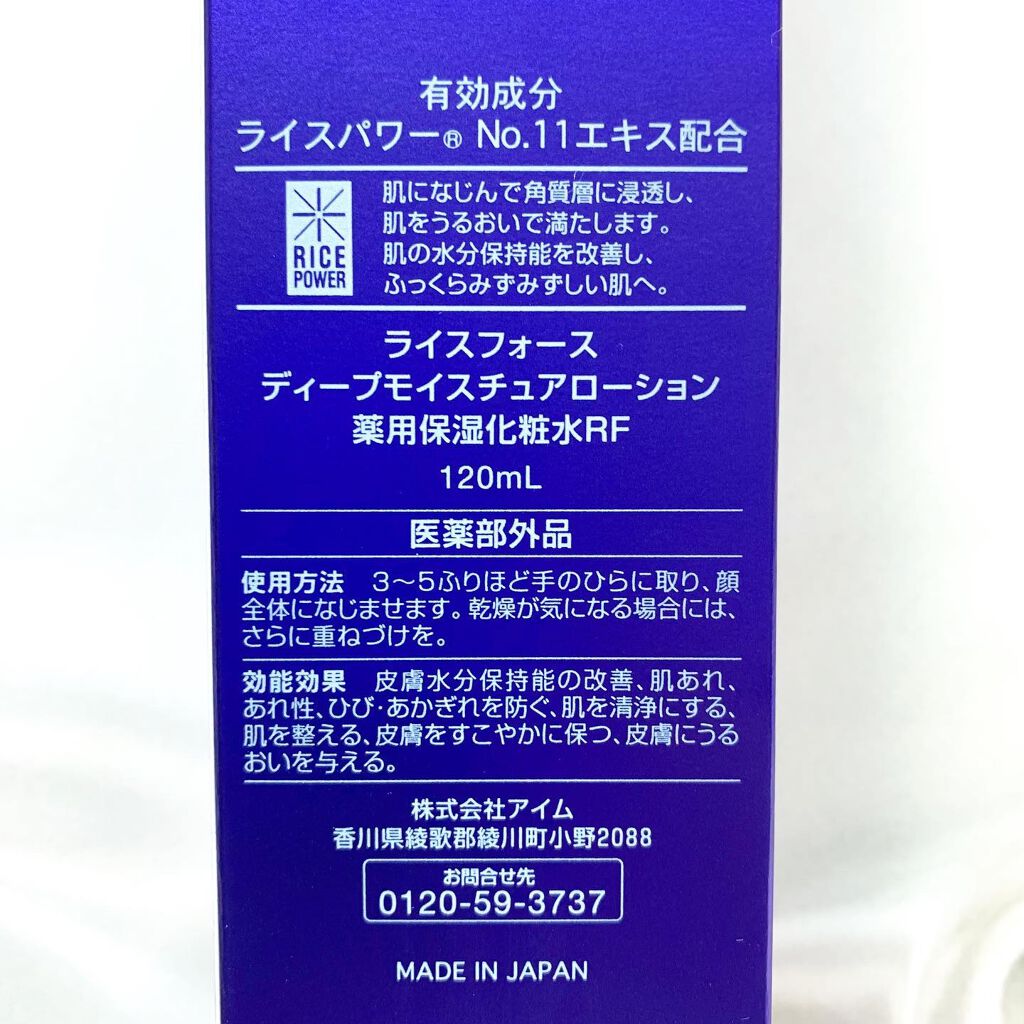 有効成分
ライスパワー® No.11エキス配合
RICE
POWER
肌になじんで角質層に浸透し、
肌をうるおいで満たします。
肌の水分保持能を改善し、
ふっくらみずみずしい肌へ。
ライスフォース
ディープモイスチュアローション
薬用保湿化粧水RF
120mL
医薬部外品
使用方法 3〜5ふりほど手のひらに取り、顔
全体になじませます。乾燥が気になる場合には、
さらに重ねづけを。
効能効果 皮膚水分保持能の改善、肌あれ、
あれ性、ひび・あかぎれを防ぐ、肌を清浄にする、
肌を整える、皮膚をすこやかに保つ、皮膚にうる
おいを与える。
株式会社アイム
香川県綾歌郡綾川町小野2088
お問合せ先
0120-59-3737
MADE IN JAPAN